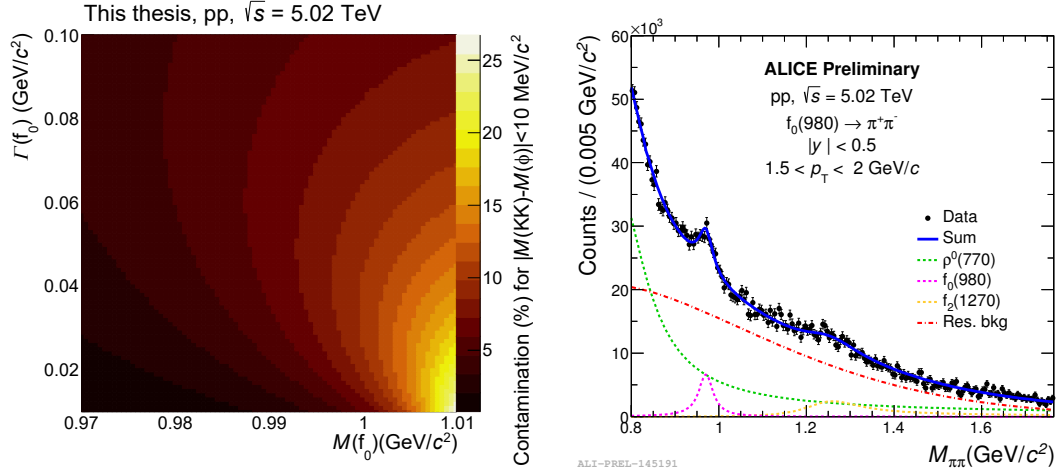 This thesis, pp, √s = 5.02 TeV
Γ(f₀) (GeV/c²)
0.10
0.08
0.06
0.04
0.02
0.97
0.98
0.99
1
1.01
M(f₀)(GeV/c²)
25
20
15
10
5
Contamination (%) for |M(KK)-M(ϕ)|<10 MeV/c²
×10³
Counts / (0.005 GeV/c²)
60
50
40
30
20
10
0
ALICE Preliminary
pp, √s = 5.02 TeV
f₀(980) → π⁺π⁻
|y| < 0.5
1.5 < p_T < 2 GeV/c
Data
Sum
ρ⁰(770)
f₀(980)
f₂(1270)
Res. bkg
0.8
1
1.2
1.4
1.6
M_ππ(GeV/c²)
ALI-PREL-145191